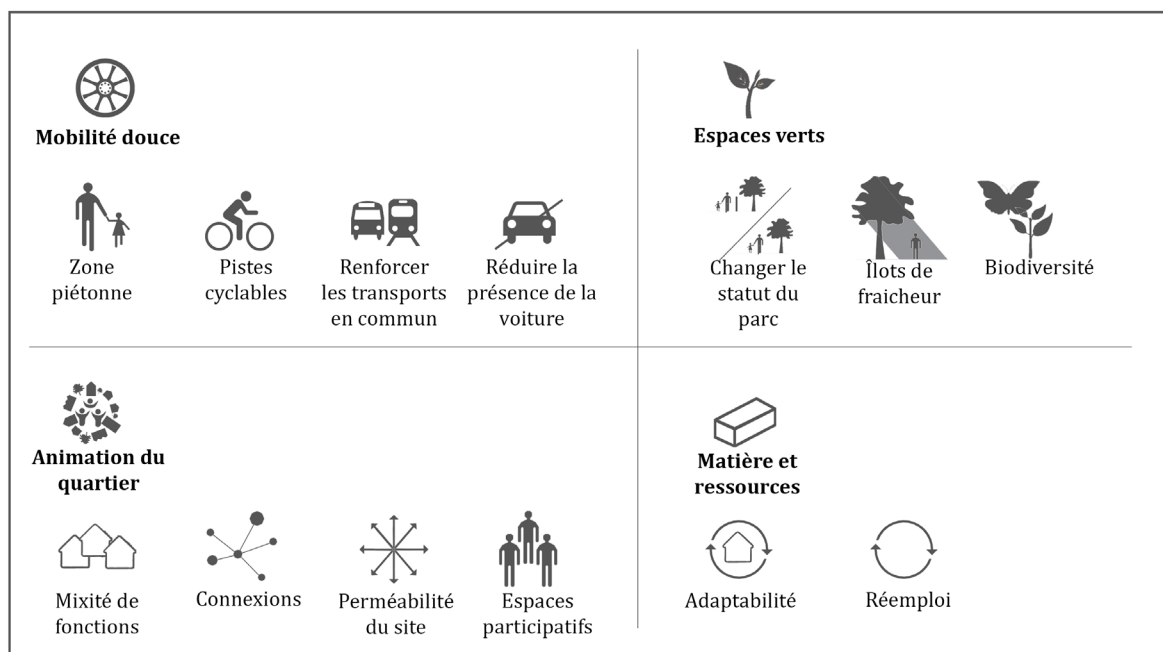 Mobilité douce
Zone
piétonne
Pistes
cyclables
Renforcer
les transports
en commun
Réduire la
présence de la
voiture
Espaces verts
Changer le
statut du
parc
Îlots de
fraicheur
Biodiversité
Animation du
quartier
Mixité de
fonctions
Connexions
Perméabilité
du site
Espaces
participatifs
Matière et
ressources
Adaptabilité
Réemploi